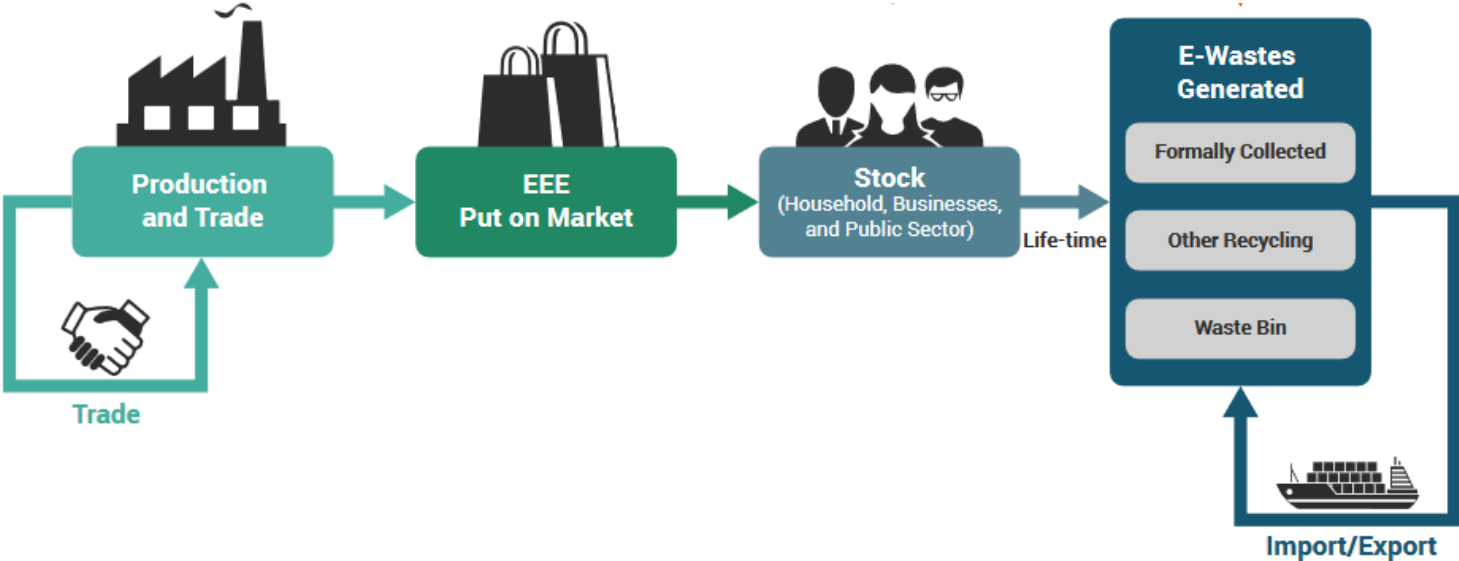 Production
and Trade
Trade
EEE
Put on Market
Stock
(Household, Businesses,
and Public Sector)
Life-time
E-Wastes
Generated
Formally Collected
Other Recycling
Waste Bin
Import/Export